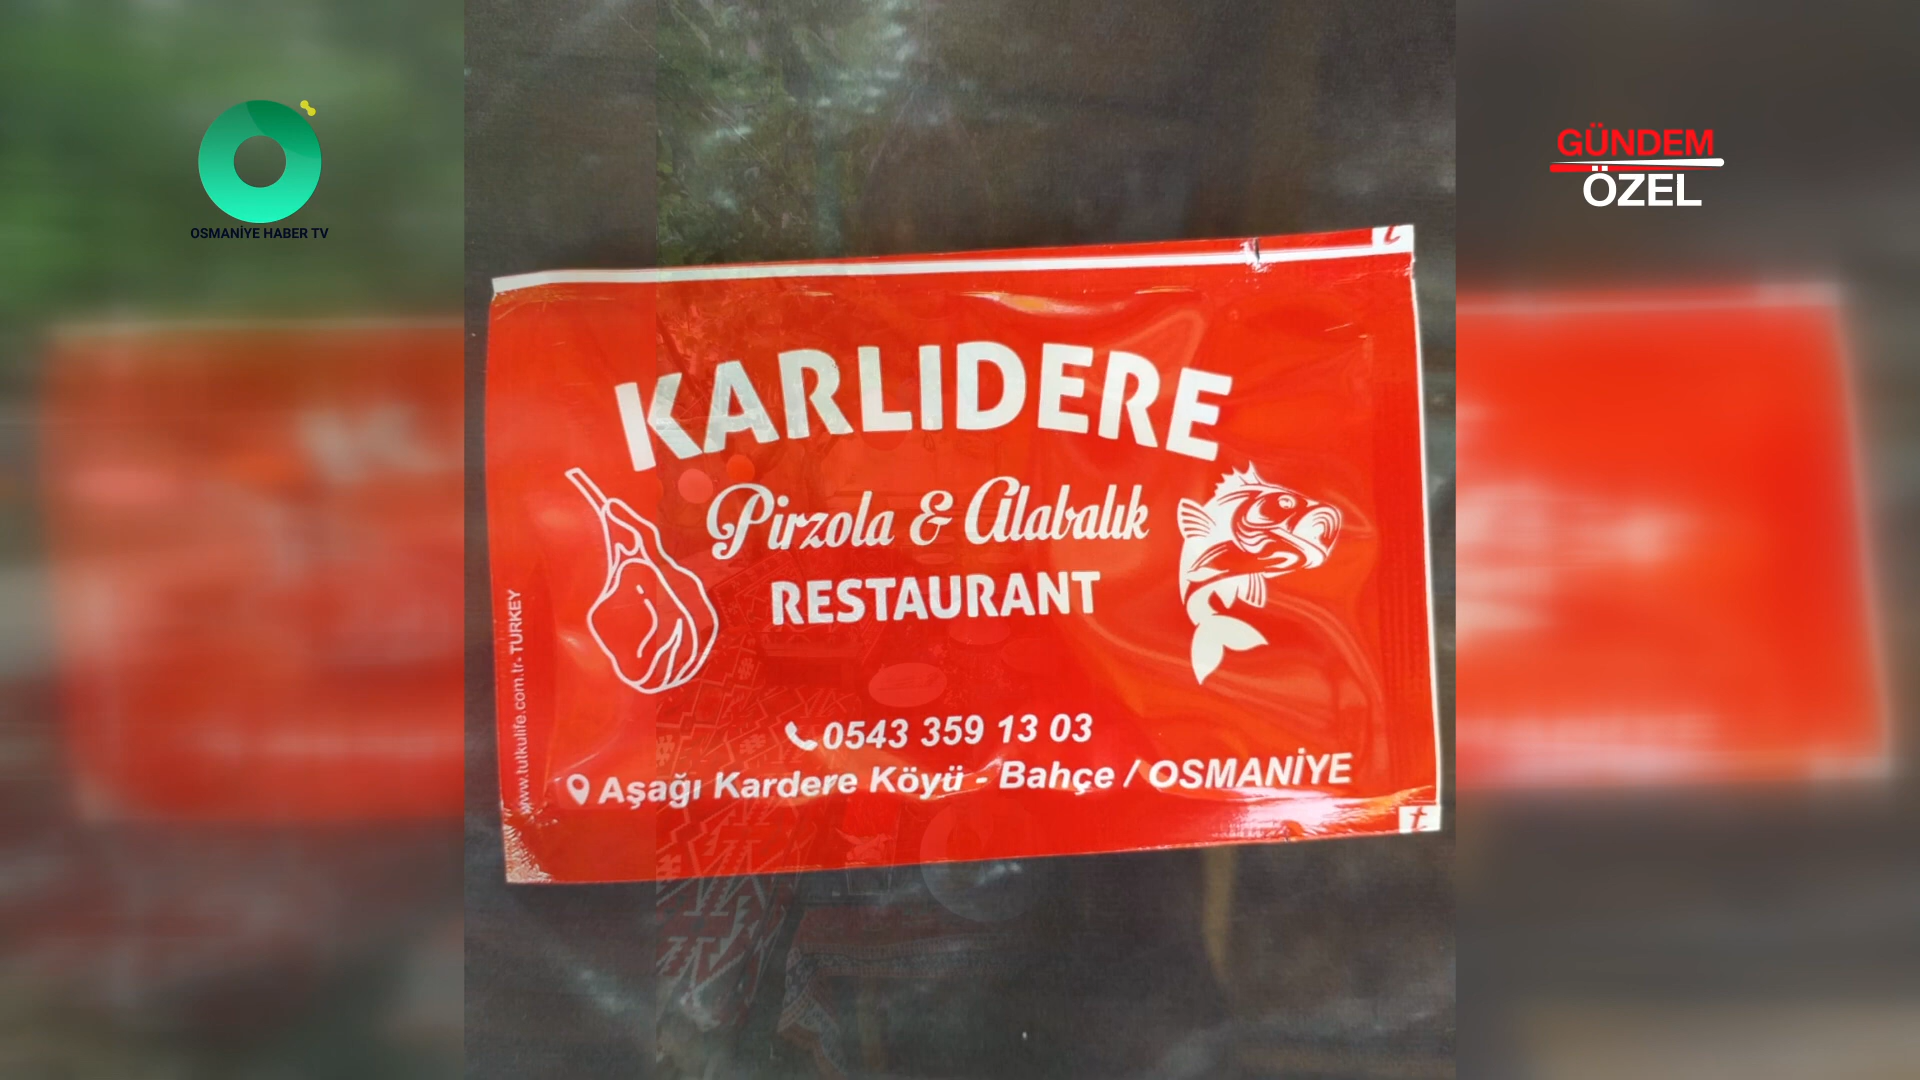 OSMANİYE HABER TV
GÜNDEM
ÖZEL
KARLIDERE
Pirzola & Alabalık
RESTAURANT
0543 359 13 03
Aşağı Kardere Köyü - Bahçe / OSMANİYE
www.tutkulife.com.tr- TURKEY
t
t